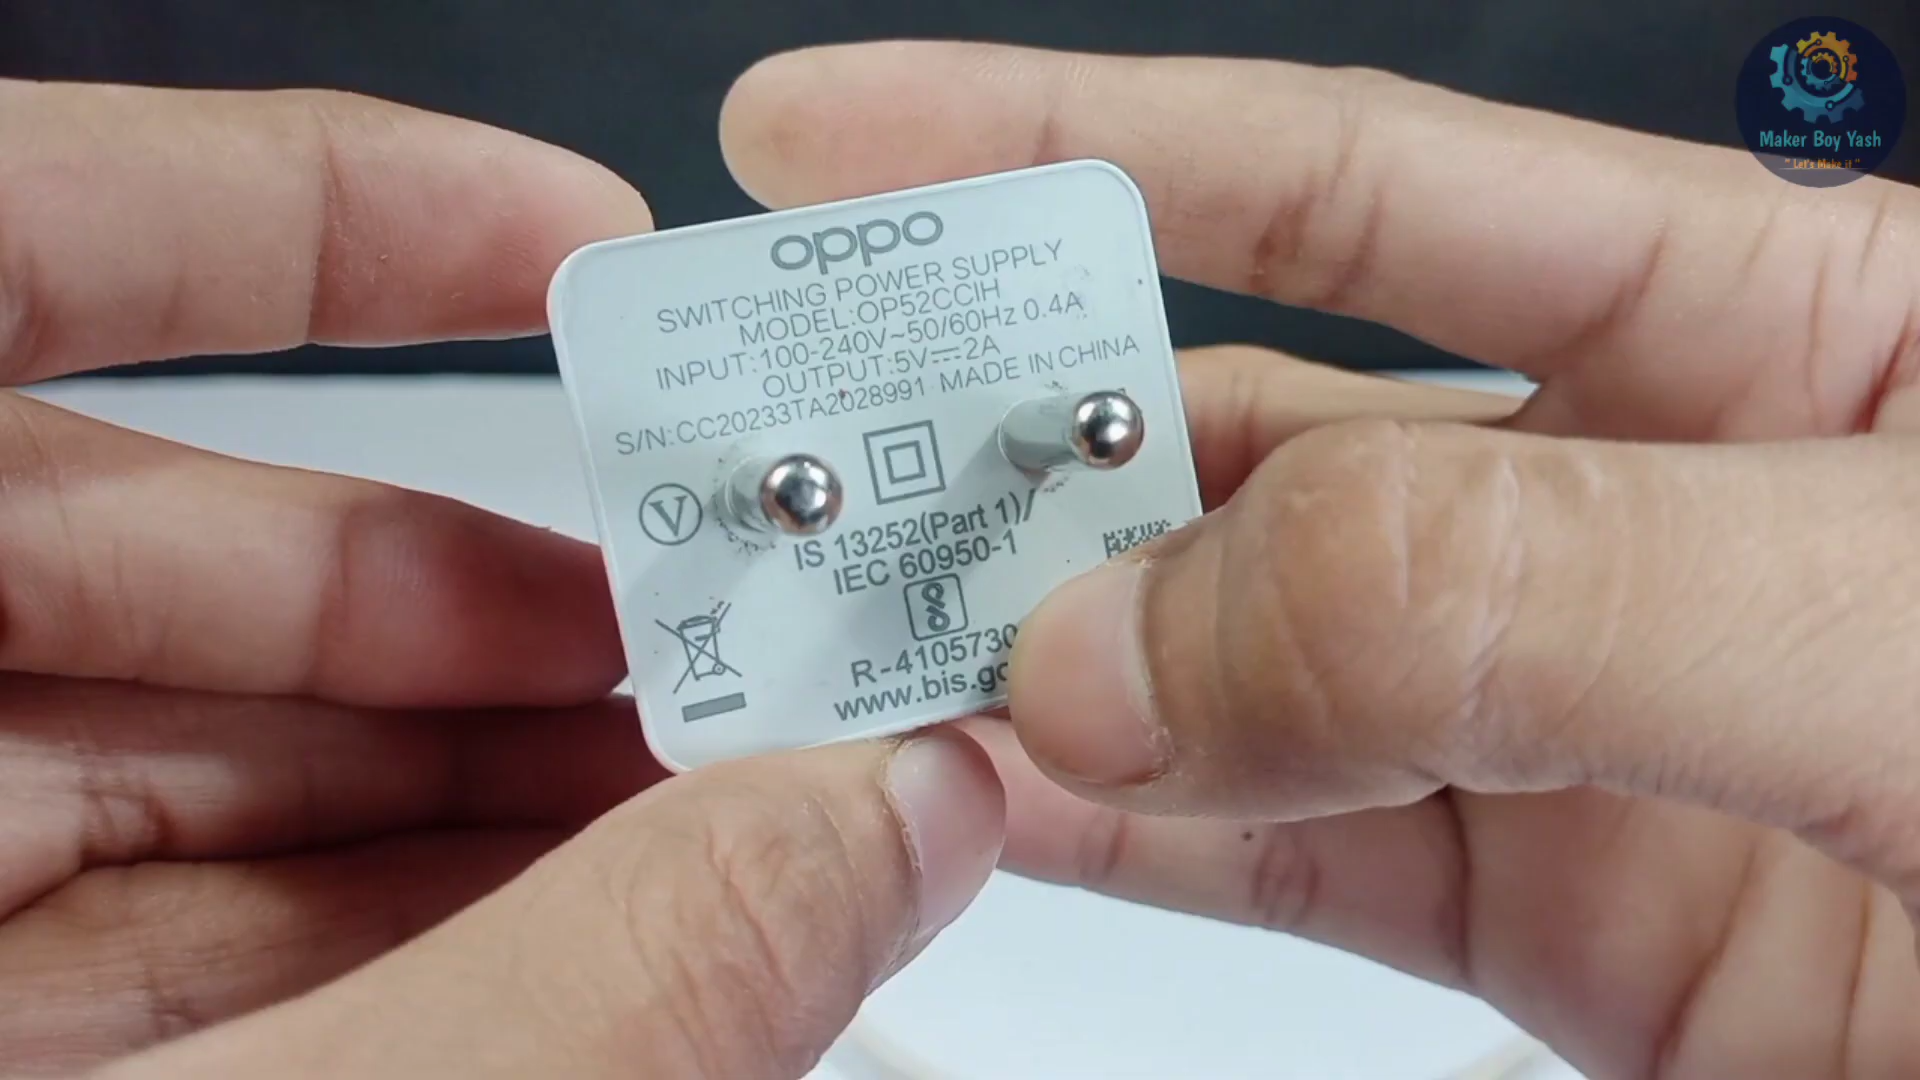 Maker Boy Yash
"Let's Make it"
oppo
SWITCHING POWER SUPPLY
MODEL:OP52CCIH
INPUT:100-240V~50/60Hz 0.4A
OUTPUT:5V⎓2A
S/N:CC20233TA2028991 MADE IN CHINA
V
IS 13252(Part 1)/
IEC 60950-1
R-4105730
www.bis.go